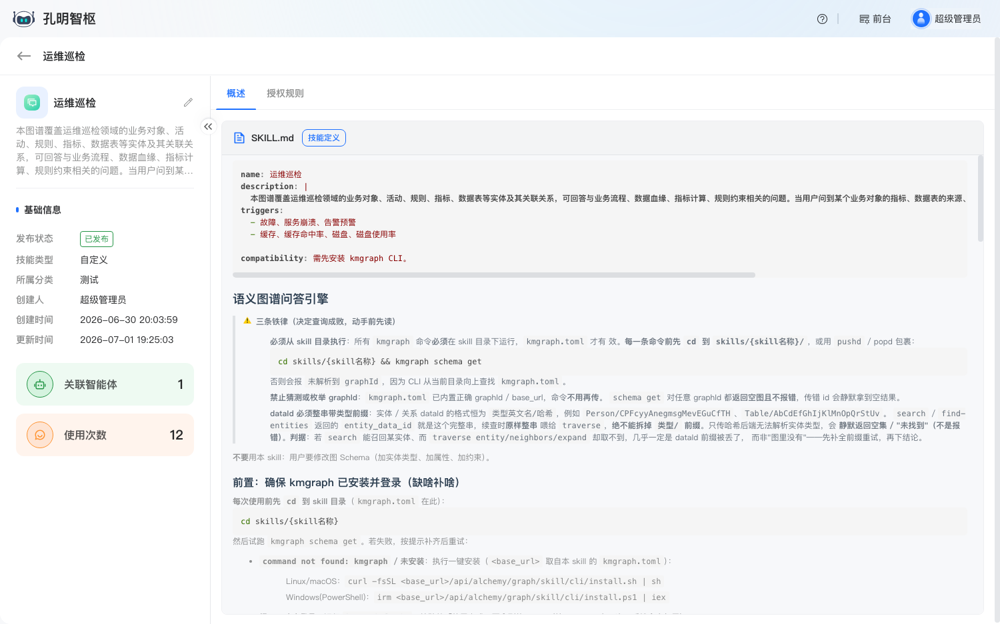 孔明智枢
前台
超级管理员
运维巡检
运维巡检
本图谱覆盖运维巡检领域的业务对象、活
动、规则、指标、数据表等实体及其关联关
系，可回答与业务流程、数据血缘、指标计
算、规则约束相关的问题。当用户问到某...
基础信息
发布状态 已发布
技能类型 自定义
所属分类 测试
创建人 超级管理员
创建时间 2026-06-30 20:03:59
更新时间 2026-07-01 19:25:03
关联智能体 1
使用次数 12
概述 授权规则
SKILL.md 技能定义
name: 运维巡检
description: |
本图谱覆盖运维巡检领域的业务对象、活动、规则、指标、数据表等实体及其关联关系，可回答与业务流程、数据血缘、指标计算、规则约束相关的问题。当用户问到某个业务对象的指标、数据表的来源、
triggers:
- 故障、服务崩溃、告警预警
- 缓存、缓存命中率、磁盘、磁盘使用率
compatibility: 需先安装 kmgraph CLI。
语义图谱问答引擎
⚠️ 三条铁律（决定查询成败，动手前先读）
必须从 skill 目录执行：所有 kmgraph 命令必须在 skill 目录下运行， kmgraph.toml 才有 效。每一条命令前先 cd 到 skills/{skill名称}/ ，或用 pushd / popd 包裹：
cd skills/{skill名称} && kmgraph schema get
否则会报 未解析到 graphId ，因为 CLI 从当前目录向上查找 kmgraph.toml 。
禁止猜测或枚举 graphId： kmgraph.toml 已内置正确 graphId / base_url，命令不用再传。 schema get 对任意 graphId 都返回空图且不报错，传错 id 会静默拿到空结果。
dataId 必须整串带类型前缀：实体 / 关系 dataId 的格式恒为 类型英文名/哈希 ，例如 Person/CPFcyyAnegmsgMevEGuCfTH 、 Table/AbCdEfGhIjKlMnOpQrStUv 。 search / find-
entities 返回的 entity_data_id 就是这个完整串，续查时原样整串 喂给 traverse ，绝不能拆掉 类型/ 前缀。只传哈希后端无法解析实体类型，会 静默返回空集 / "未找到"（不是报
错）。判据：若 search 能召回某实体、而 traverse entity/neighbors/expand 却取不到，几乎一定是 dataId 前缀被丢了， 而非"图里没有"——先补全前缀重试，再下结论。
不要用本 skill：用户要修改图 Schema（加实体类型、加属性、加约束）。
前置：确保 kmgraph 已安装并登录（缺啥补啥）
每次使用前先 cd 到 skill 目录（ kmgraph.toml 在此）：
cd skills/{skill名称}
然后试跑 kmgraph schema get 。若失败，按提示补齐后重试：
• command not found: kmgraph / 未安装：执行一键安装（ <base_url> 取自本 skill 的 kmgraph.toml ）：
Linux/macOS： curl -fsSL <base_url>/api/alchemy/graph/skill/cli/install.sh | sh
Windows(PowerShell)： irm <base_url>/api/alchemy/graph/skill/cli/install.ps1 | iex